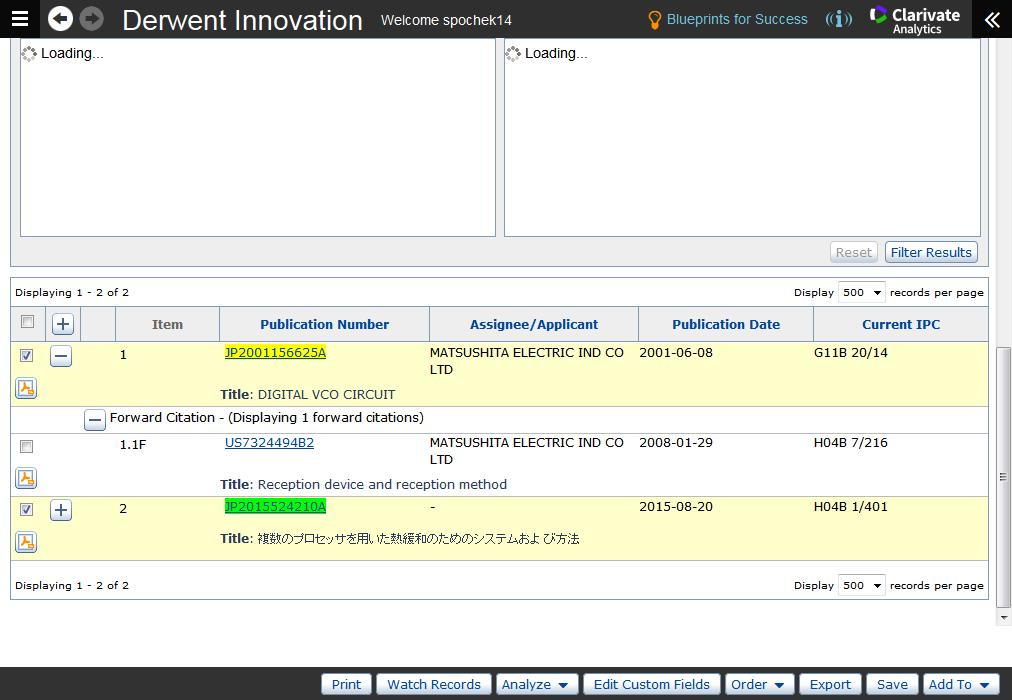 Derwent Innovation Welcome spochek14 Blueprints for Success Clarivate Analytics
Loading... Loading...
Reset Filter Results
Displaying 1 - 2 of 2 Display 500 records per page
Item Publication Number Assignee/Applicant Publication Date Current IPC
1 JP2001156625A MATSUSHITA ELECTRIC IND CO LTD 2001-06-08 G11B 20/14
Title: DIGITAL VCO CIRCUIT
Forward Citation - (Displaying 1 forward citations)
1.1F US7324494B2 MATSUSHITA ELECTRIC IND CO LTD 2008-01-29 H04B 7/216
Title: Reception device and reception method
2 JP2015524210A - 2015-08-20 H04B 1/401
Title: 複数のプロセッサを用いた熱緩和のためのシステムおよび方法
Displaying 1 - 2 of 2 Display 500 records per page
Print Watch Records Analyze Edit Custom Fields Order Export Save Add To